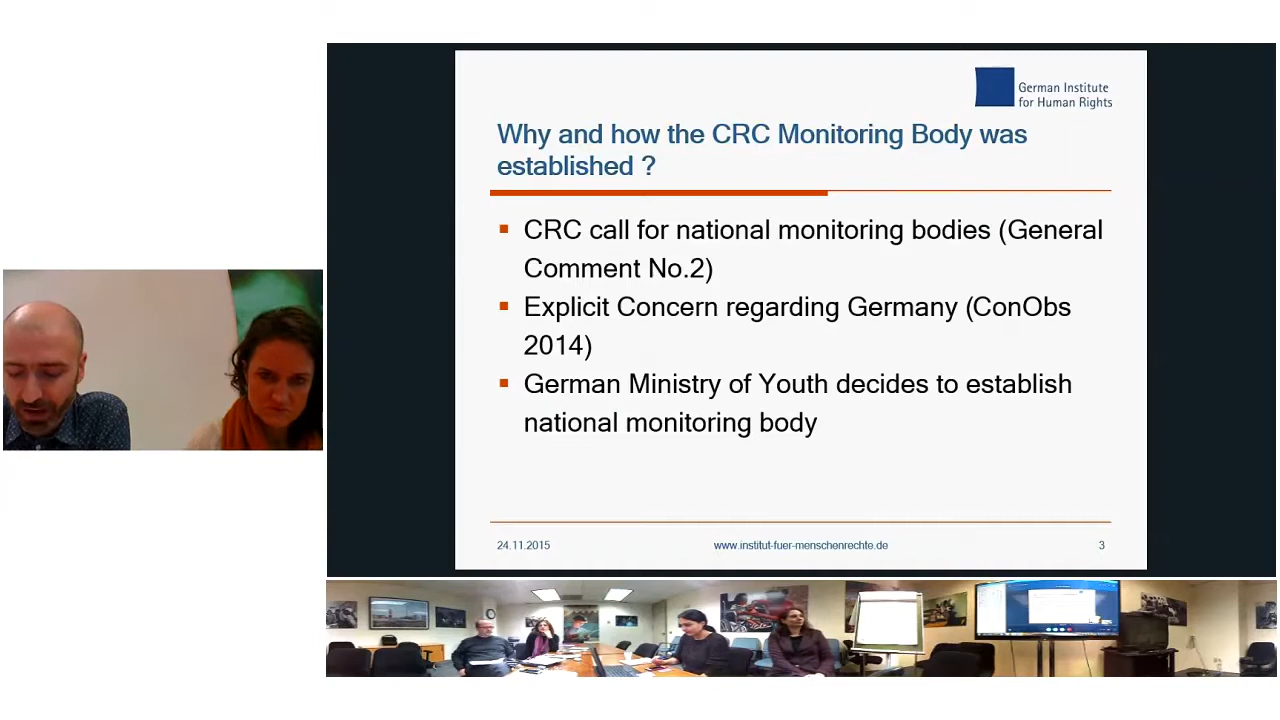 German Institute
for Human Rights
Why and how the CRC Monitoring Body was
established ?
CRC call for national monitoring bodies (General
Comment No.2)
Explicit Concern regarding Germany (ConObs
2014)
German Ministry of Youth decides to establish
national monitoring body
24.11.2015 www.institut-fuer-menschenrechte.de 3